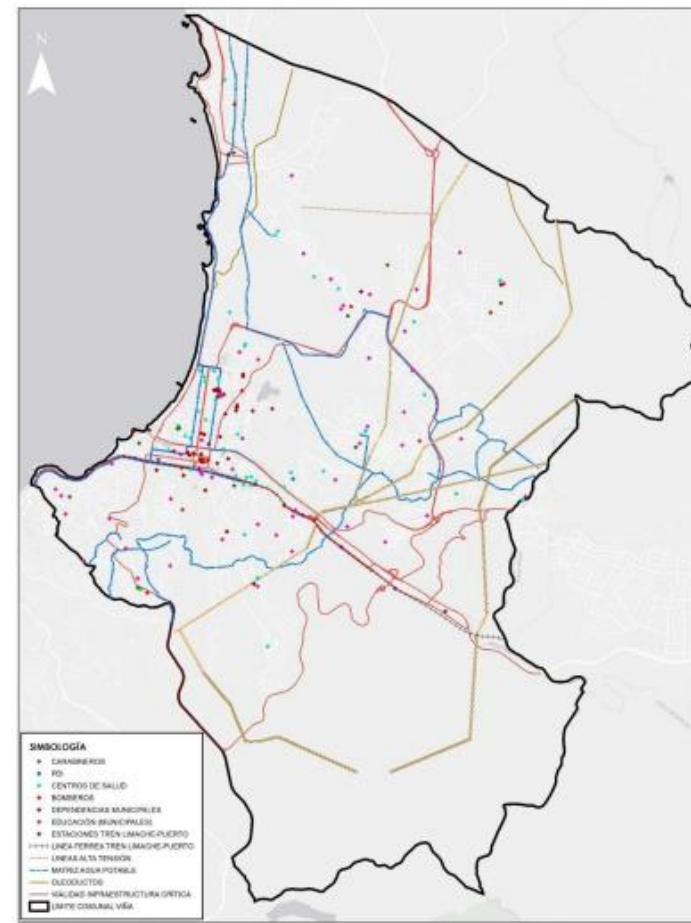 N
SIMBOLOGÍA
CARABINEROS
PDI
CENTROS DE SALUD
BOMBEROS
DEPENDENCIAS MUNICIPALES
EDUCACIÓN (MUNICIPALES)
ESTACIONES TREN LIMACHE-PUERTO
LINEA FERREA TREN LIMACHE-PUERTO
LINEAS ALTA TENSIÓN
MATRIZ AGUA POTABLE
OLEODUCTOS
VIALIDAD INFRAESTRUCTURA CRÍTICA
LIMITE COMUNAL VIÑA